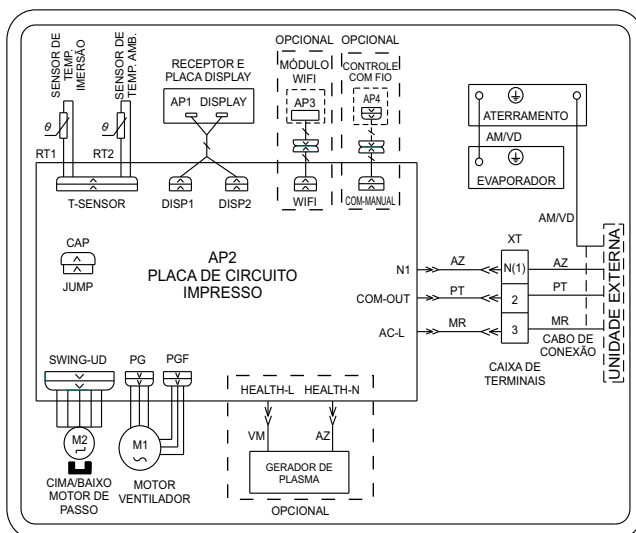 SENSOR DE
TEMP.
IMERSÃO
SENSOR DE
TEMP. AMB.
RECEPTOR E
PLACA DISPLAY
AP1 DISPLAY
OPCIONAL
MÓDULO
WIFI
AP3
OPCIONAL
CONTROLE
COM FIO
AP4
ATERRAMENTO
AM/VD
EVAPORADOR
θ
θ
RT1
RT2
T-SENSOR
DISP1
DISP2
WIFI
COM-MANUAL
AM/VD
CAP
JUMP
AP2
PLACA DE CIRCUITO
IMPRESSO
XT
N1
AZ
N(1)
AZ
COM-OUT
PT
2
PT
AC-L
MR
3
MR
UNIDADE EXTERNA
CABO DE
CONEXÃO
CAIXA DE
TERMINAIS
SWING-UD
PG
PGF
HEALTH-L
HEALTH-N
VM
AZ
M2
M1
GERADOR DE
PLASMA
CIMA/BAIXO
MOTOR DE
PASSO
MOTOR
VENTILADOR
OPCIONAL